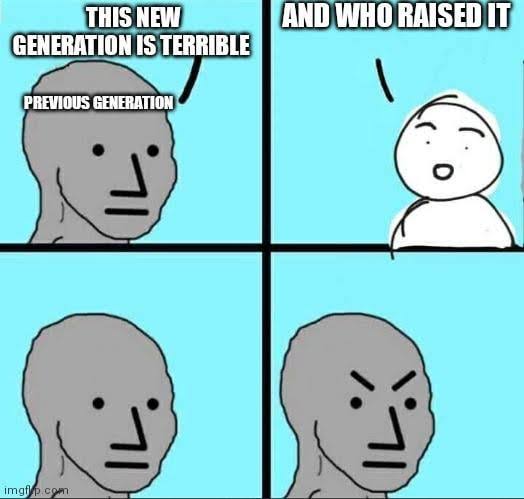 THIS NEW
GENERATION IS TERRIBLE
AND WHO RAISED IT
PREVIOUS GENERATION
imgflip.com